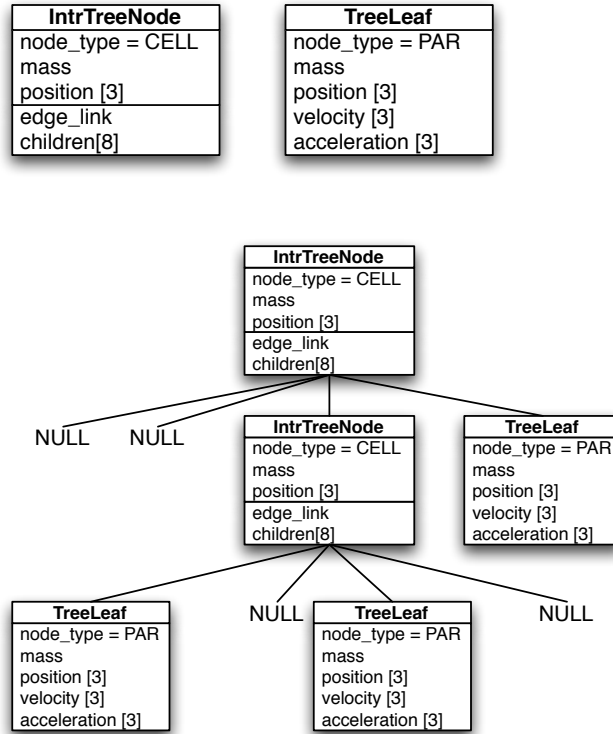 IntrTreeNode
node_type = CELL
mass
position [3]
edge_link
children[8]
TreeLeaf
node_type = PAR
mass
position [3]
velocity [3]
acceleration [3]
IntrTreeNode
node_type = CELL
mass
position [3]
edge_link
children[8]
NULL
NULL
IntrTreeNode
node_type = CELL
mass
position [3]
edge_link
children[8]
TreeLeaf
node_type = PAR
mass
position [3]
velocity [3]
acceleration [3]
TreeLeaf
node_type = PAR
mass
position [3]
velocity [3]
acceleration [3]
NULL
TreeLeaf
node_type = PAR
mass
position [3]
velocity [3]
acceleration [3]
NULL